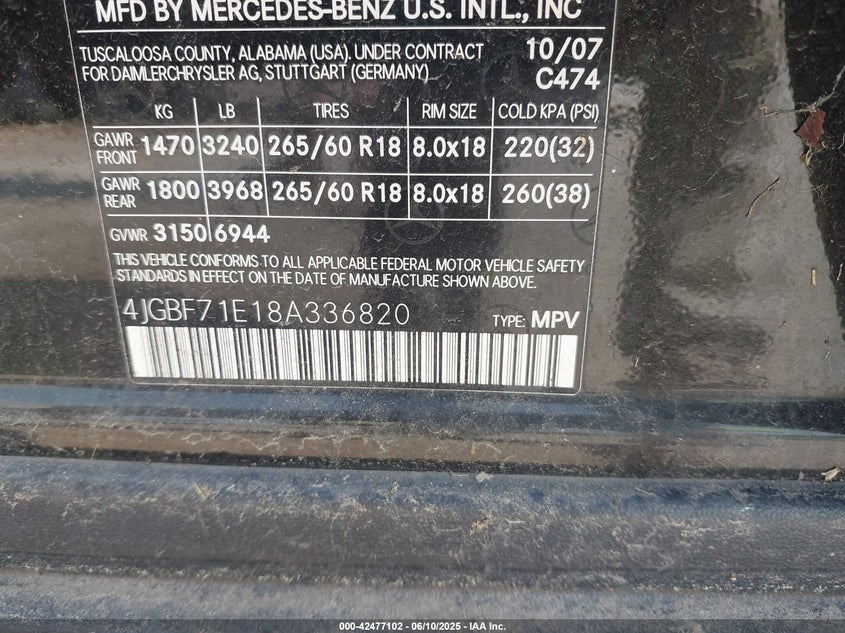 MFD BY MERCEDES-BENZ U.S. INTL., INC
TUSCALOOSA COUNTY, ALABAMA (USA). UNDER CONTRACT
FOR DAIMLERCHRYSLER AG, STUTTGART (GERMANY)
10/07
C474
KG LB TIRES RIM SIZE COLD KPA (PSI)
GAWR FRONT 1470 3240 265/60 R18 8.0x18 220(32)
GAWR REAR 1800 3968 265/60 R18 8.0x18 260(38)
GVWR 3150 6944
THIS VEHICLE CONFORMS TO ALL APPLICABLE FEDERAL MOTOR VEHICLE SAFETY
STANDARDS IN EFFECT ON THE DATE OF MANUFACTURE SHOWN ABOVE.
4JGBF71E18A336820 TYPE: MPV
000-42477102 - 06/10/2025 - IAA Inc.